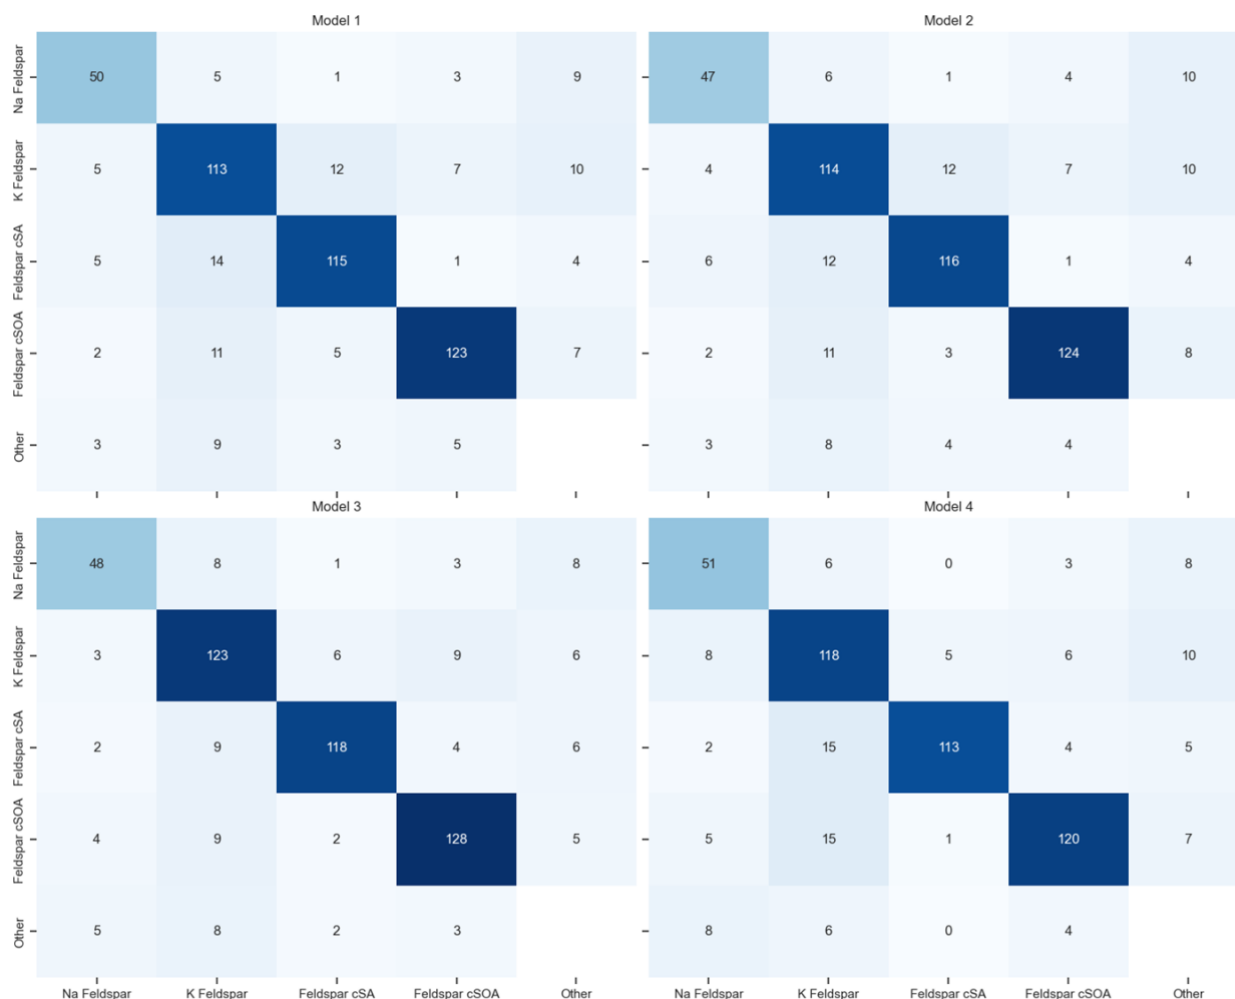 Model 1
Model 2
Na Feldspar 50 5 1 3 9
47 6 1 4 10
K Feldspar 5 113 12 7 10
4 114 12 7 10
Feldspar cSA 5 14 115 1 4
6 12 116 1 4
Feldspar cSOA 2 11 5 123 7
2 11 3 124 8
Other 3 9 3 5
3 8 4 4
Model 3
Model 4
Na Feldspar 48 8 1 3 8
51 6 0 3 8
K Feldspar 3 123 6 9 6
8 118 5 6 10
Feldspar cSA 2 9 118 4 6
2 15 113 4 5
Feldspar cSOA 4 9 2 128 5
5 15 1 120 7
Other 5 8 2 3
8 6 0 4
Na Feldspar K Feldspar Feldspar cSA Feldspar cSOA Other
Na Feldspar K Feldspar Feldspar cSA Feldspar cSOA Other